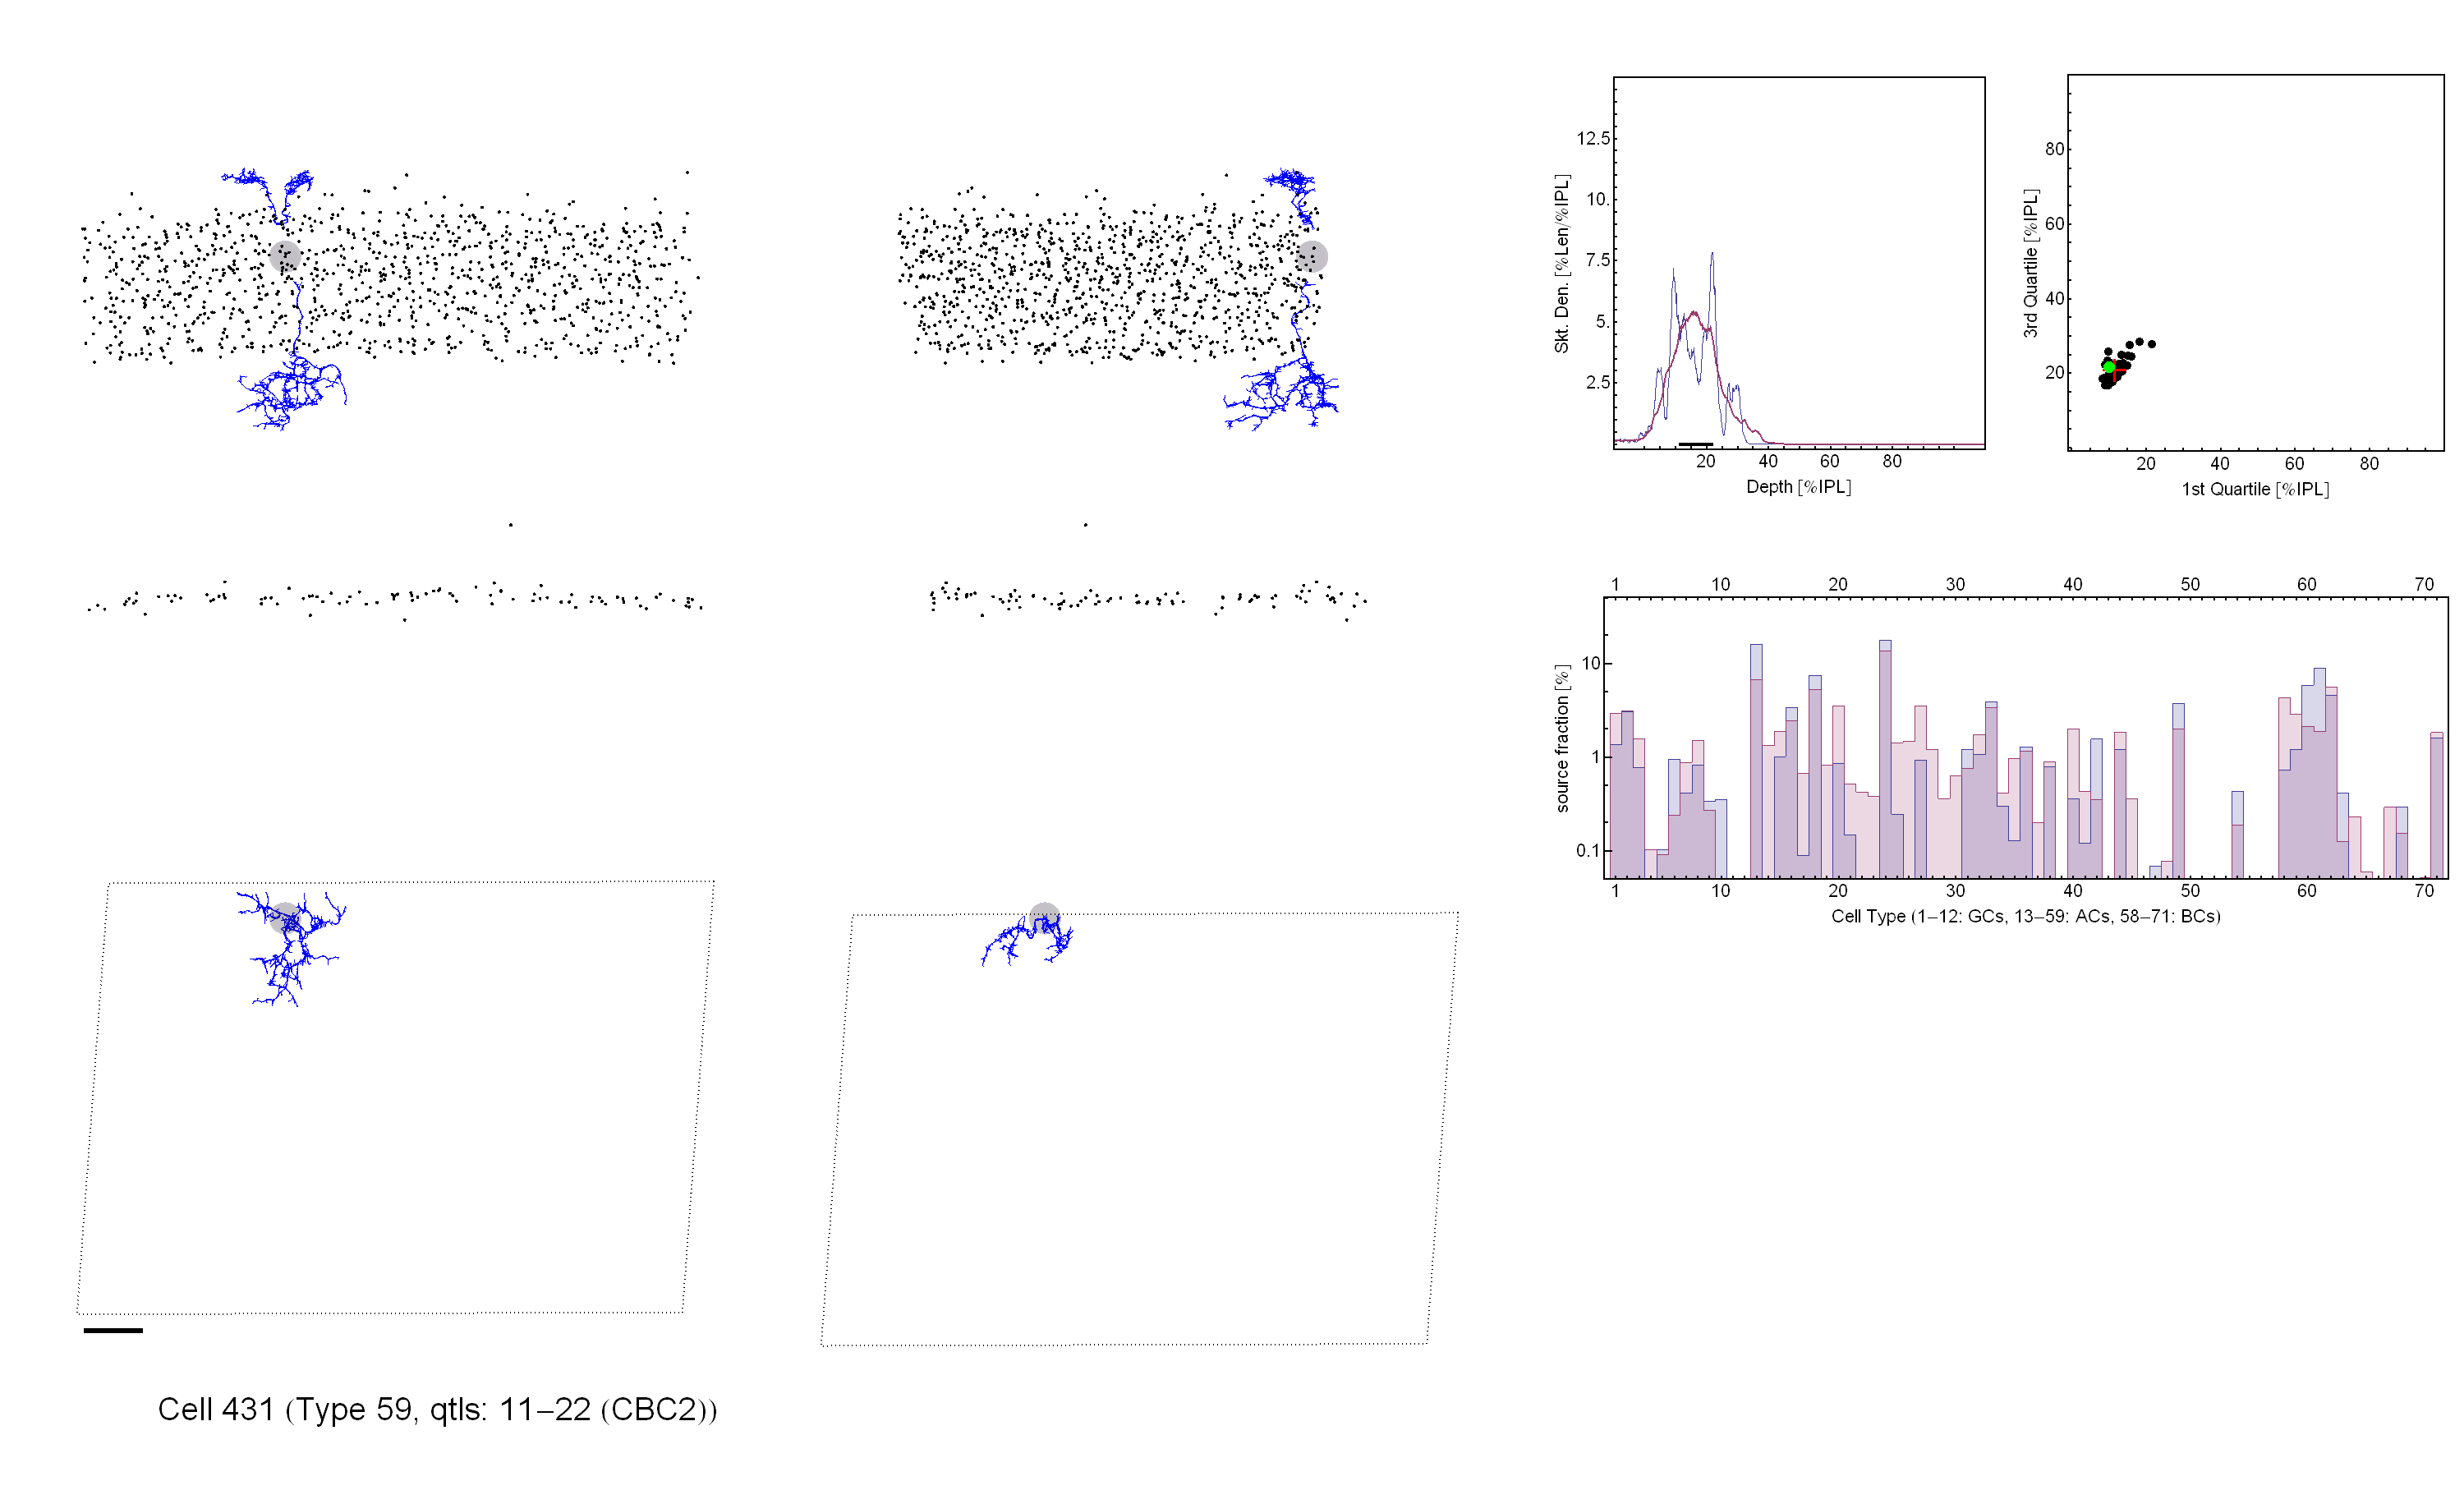 12.5
10.
7.5
5.
2.5
Skt. Den. [%Len/%IPL]
20 40 60 80
Depth [%IPL]
80
60
40
20
3rd Quartile [%IPL]
20 40 60 80
1st Quartile [%IPL]
1 10 20 30 40 50 60 70
10
1
0.1
source fraction [%]
1 10 20 30 40 50 60 70
Cell Type (1–12: GCs, 13–59: ACs, 58–71: BCs)
Cell 431 (Type 59, qtls: 11–22 (CBC2))